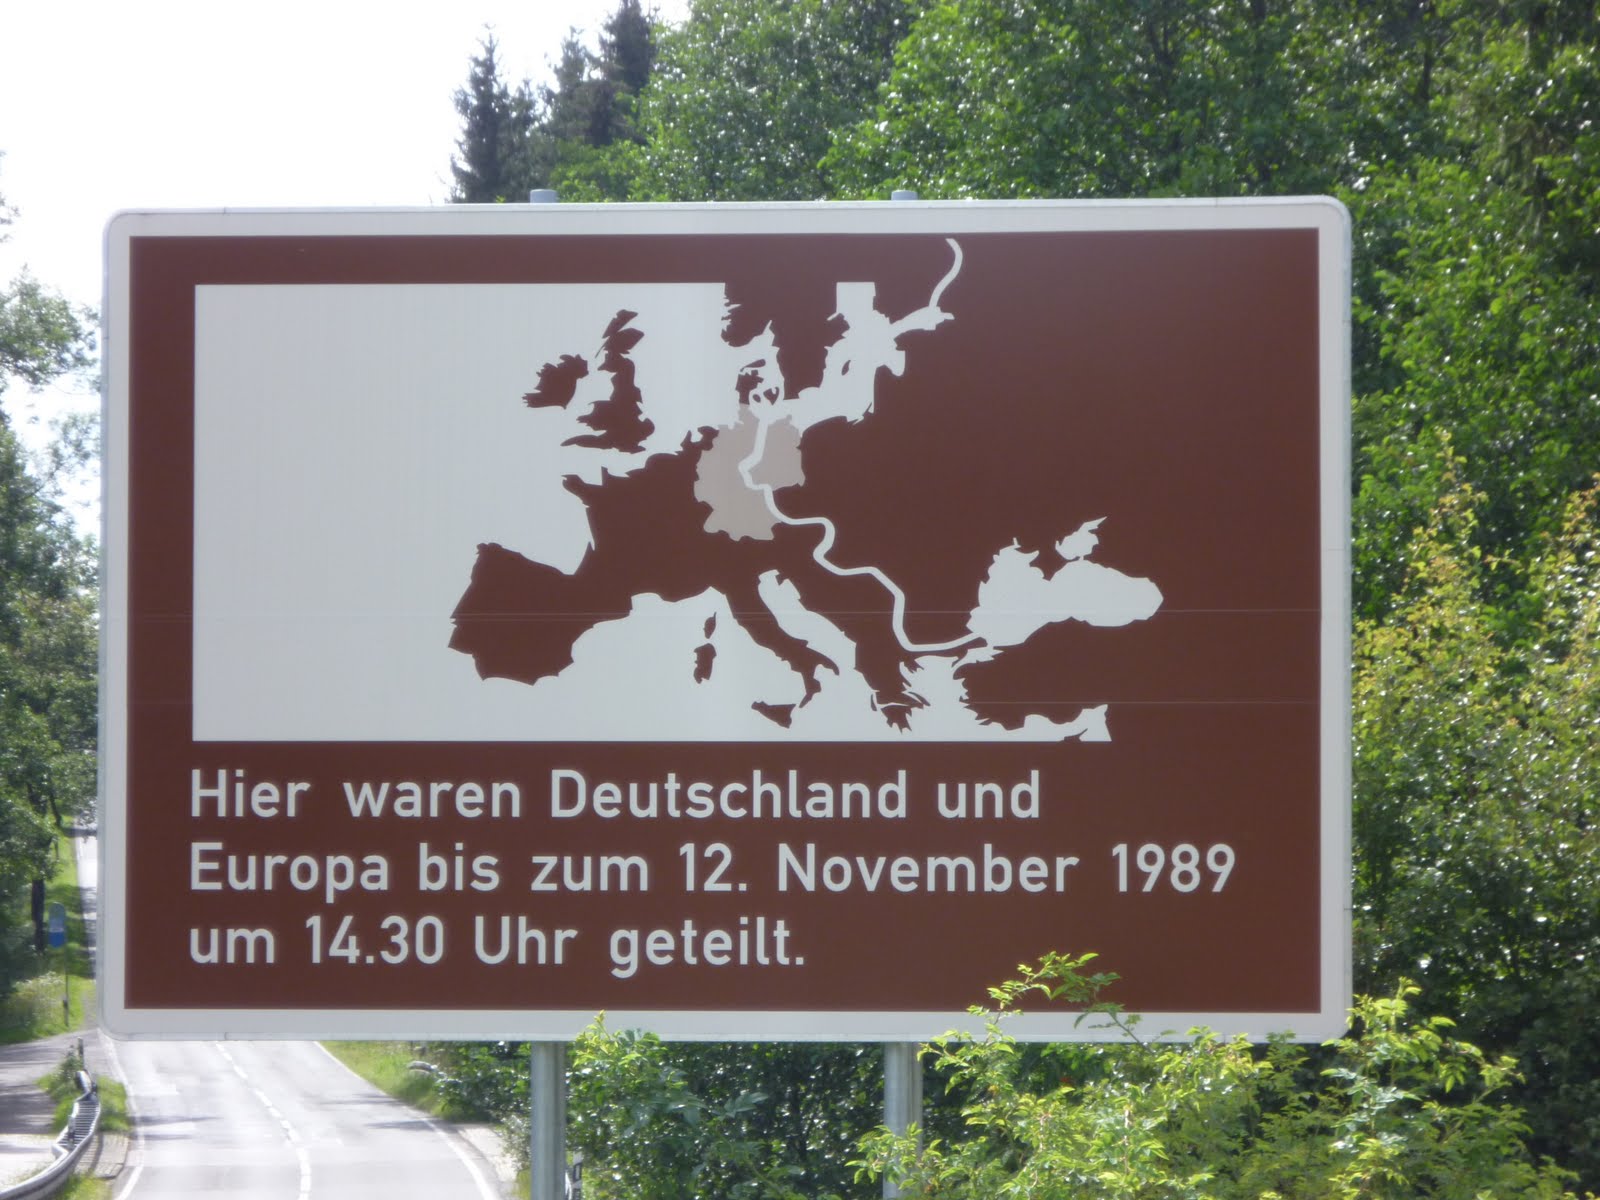 Hier waren Deutschland und
Europa bis zum 12. November 1989
um 14.30 Uhr geteilt.